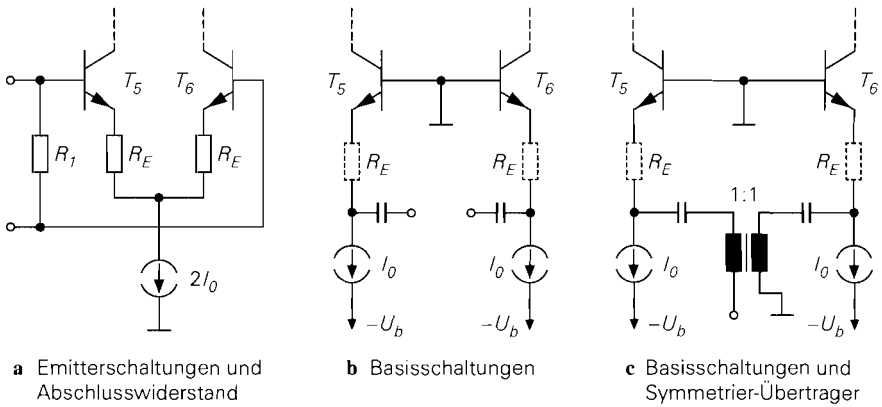 T5 T6 T5 T6 T5 T6
R1 RE RE RE RE RE RE
1:1
2I0 I0 I0 I0 I0
−Ub −Ub −Ub −Ub
a Emitterschaltungen und
Abschlusswiderstand
b Basisschaltungen
c Basisschaltungen und
Symmetrier-Übertrager